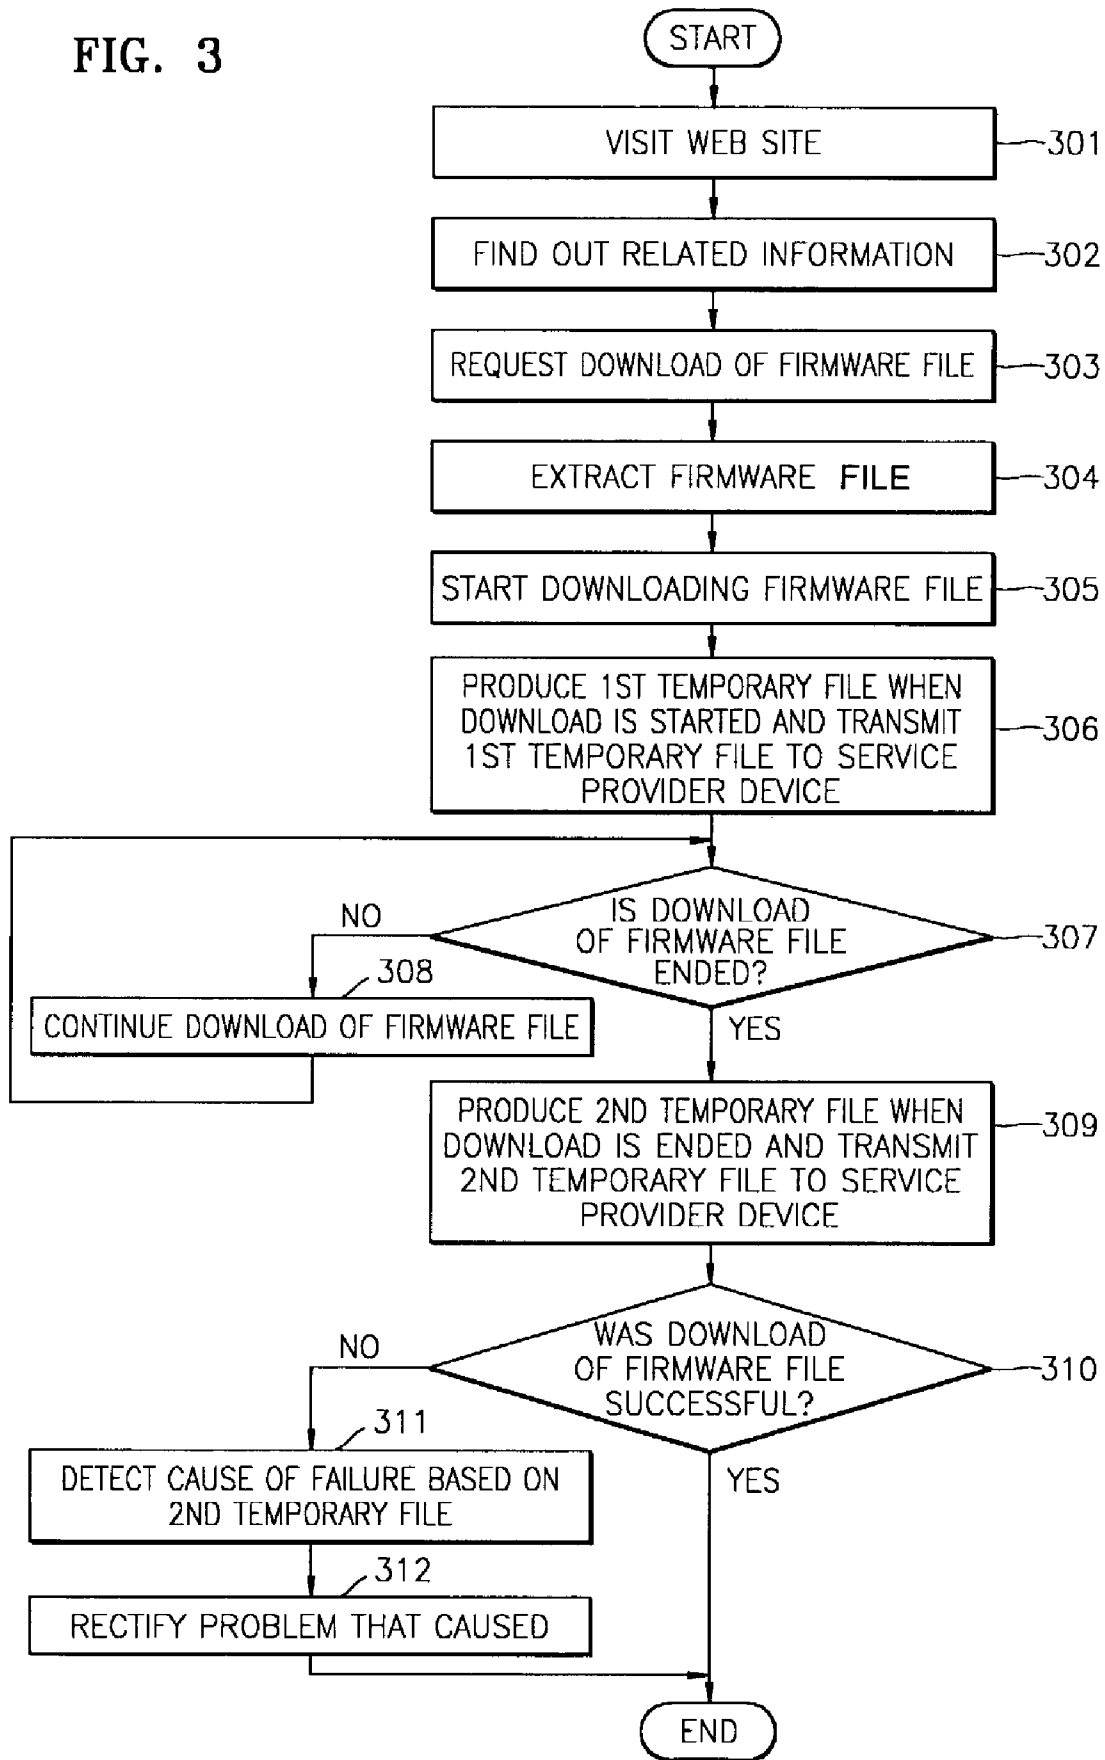 FIG. 3
START
VISIT WEB SITE
301
FIND OUT RELATED INFORMATION
302
REQUEST DOWNLOAD OF FIRMWARE FILE
303
EXTRACT FIRMWARE FILE
304
START DOWNLOADING FIRMWARE FILE
305
PRODUCE 1ST TEMPORARY FILE WHEN
DOWNLOAD IS STARTED AND TRANSMIT
1ST TEMPORARY FILE TO SERVICE
PROVIDER DEVICE
306
IS DOWNLOAD
OF FIRMWARE FILE
ENDED?
307
NO
308
CONTINUE DOWNLOAD OF FIRMWARE FILE
YES
PRODUCE 2ND TEMPORARY FILE WHEN
DOWNLOAD IS ENDED AND TRANSMIT
2ND TEMPORARY FILE TO SERVICE
PROVIDER DEVICE
309
WAS DOWNLOAD
OF FIRMWARE FILE
SUCCESSFUL?
310
NO
311
DETECT CAUSE OF FAILURE BASED ON
2ND TEMPORARY FILE
YES
312
RECTIFY PROBLEM THAT CAUSED
END